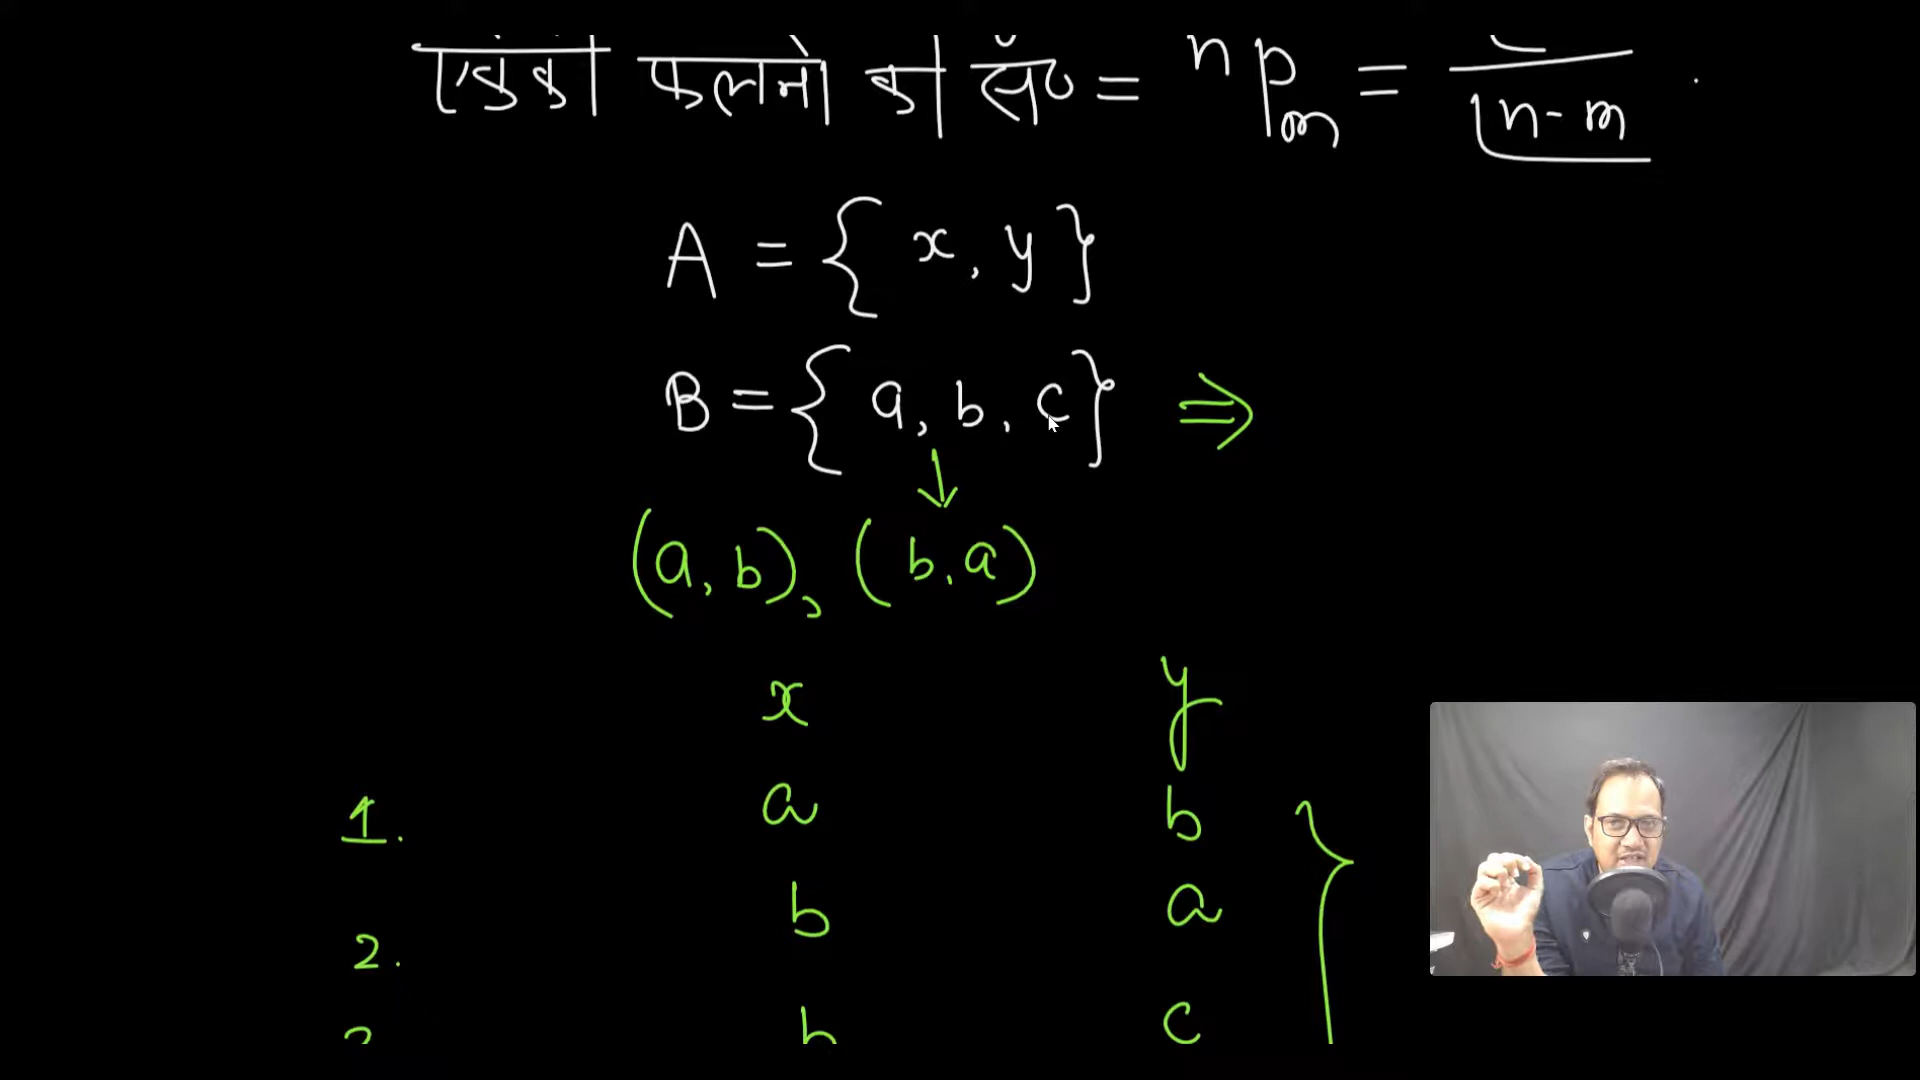 एकैकी फलनों की सं० = ⁿPₘ = / |n-m
A = { x, y }
B = { a, b, c } ⇒
↓
(a, b), (b, a)
x y
1. a b
2. b a
b c